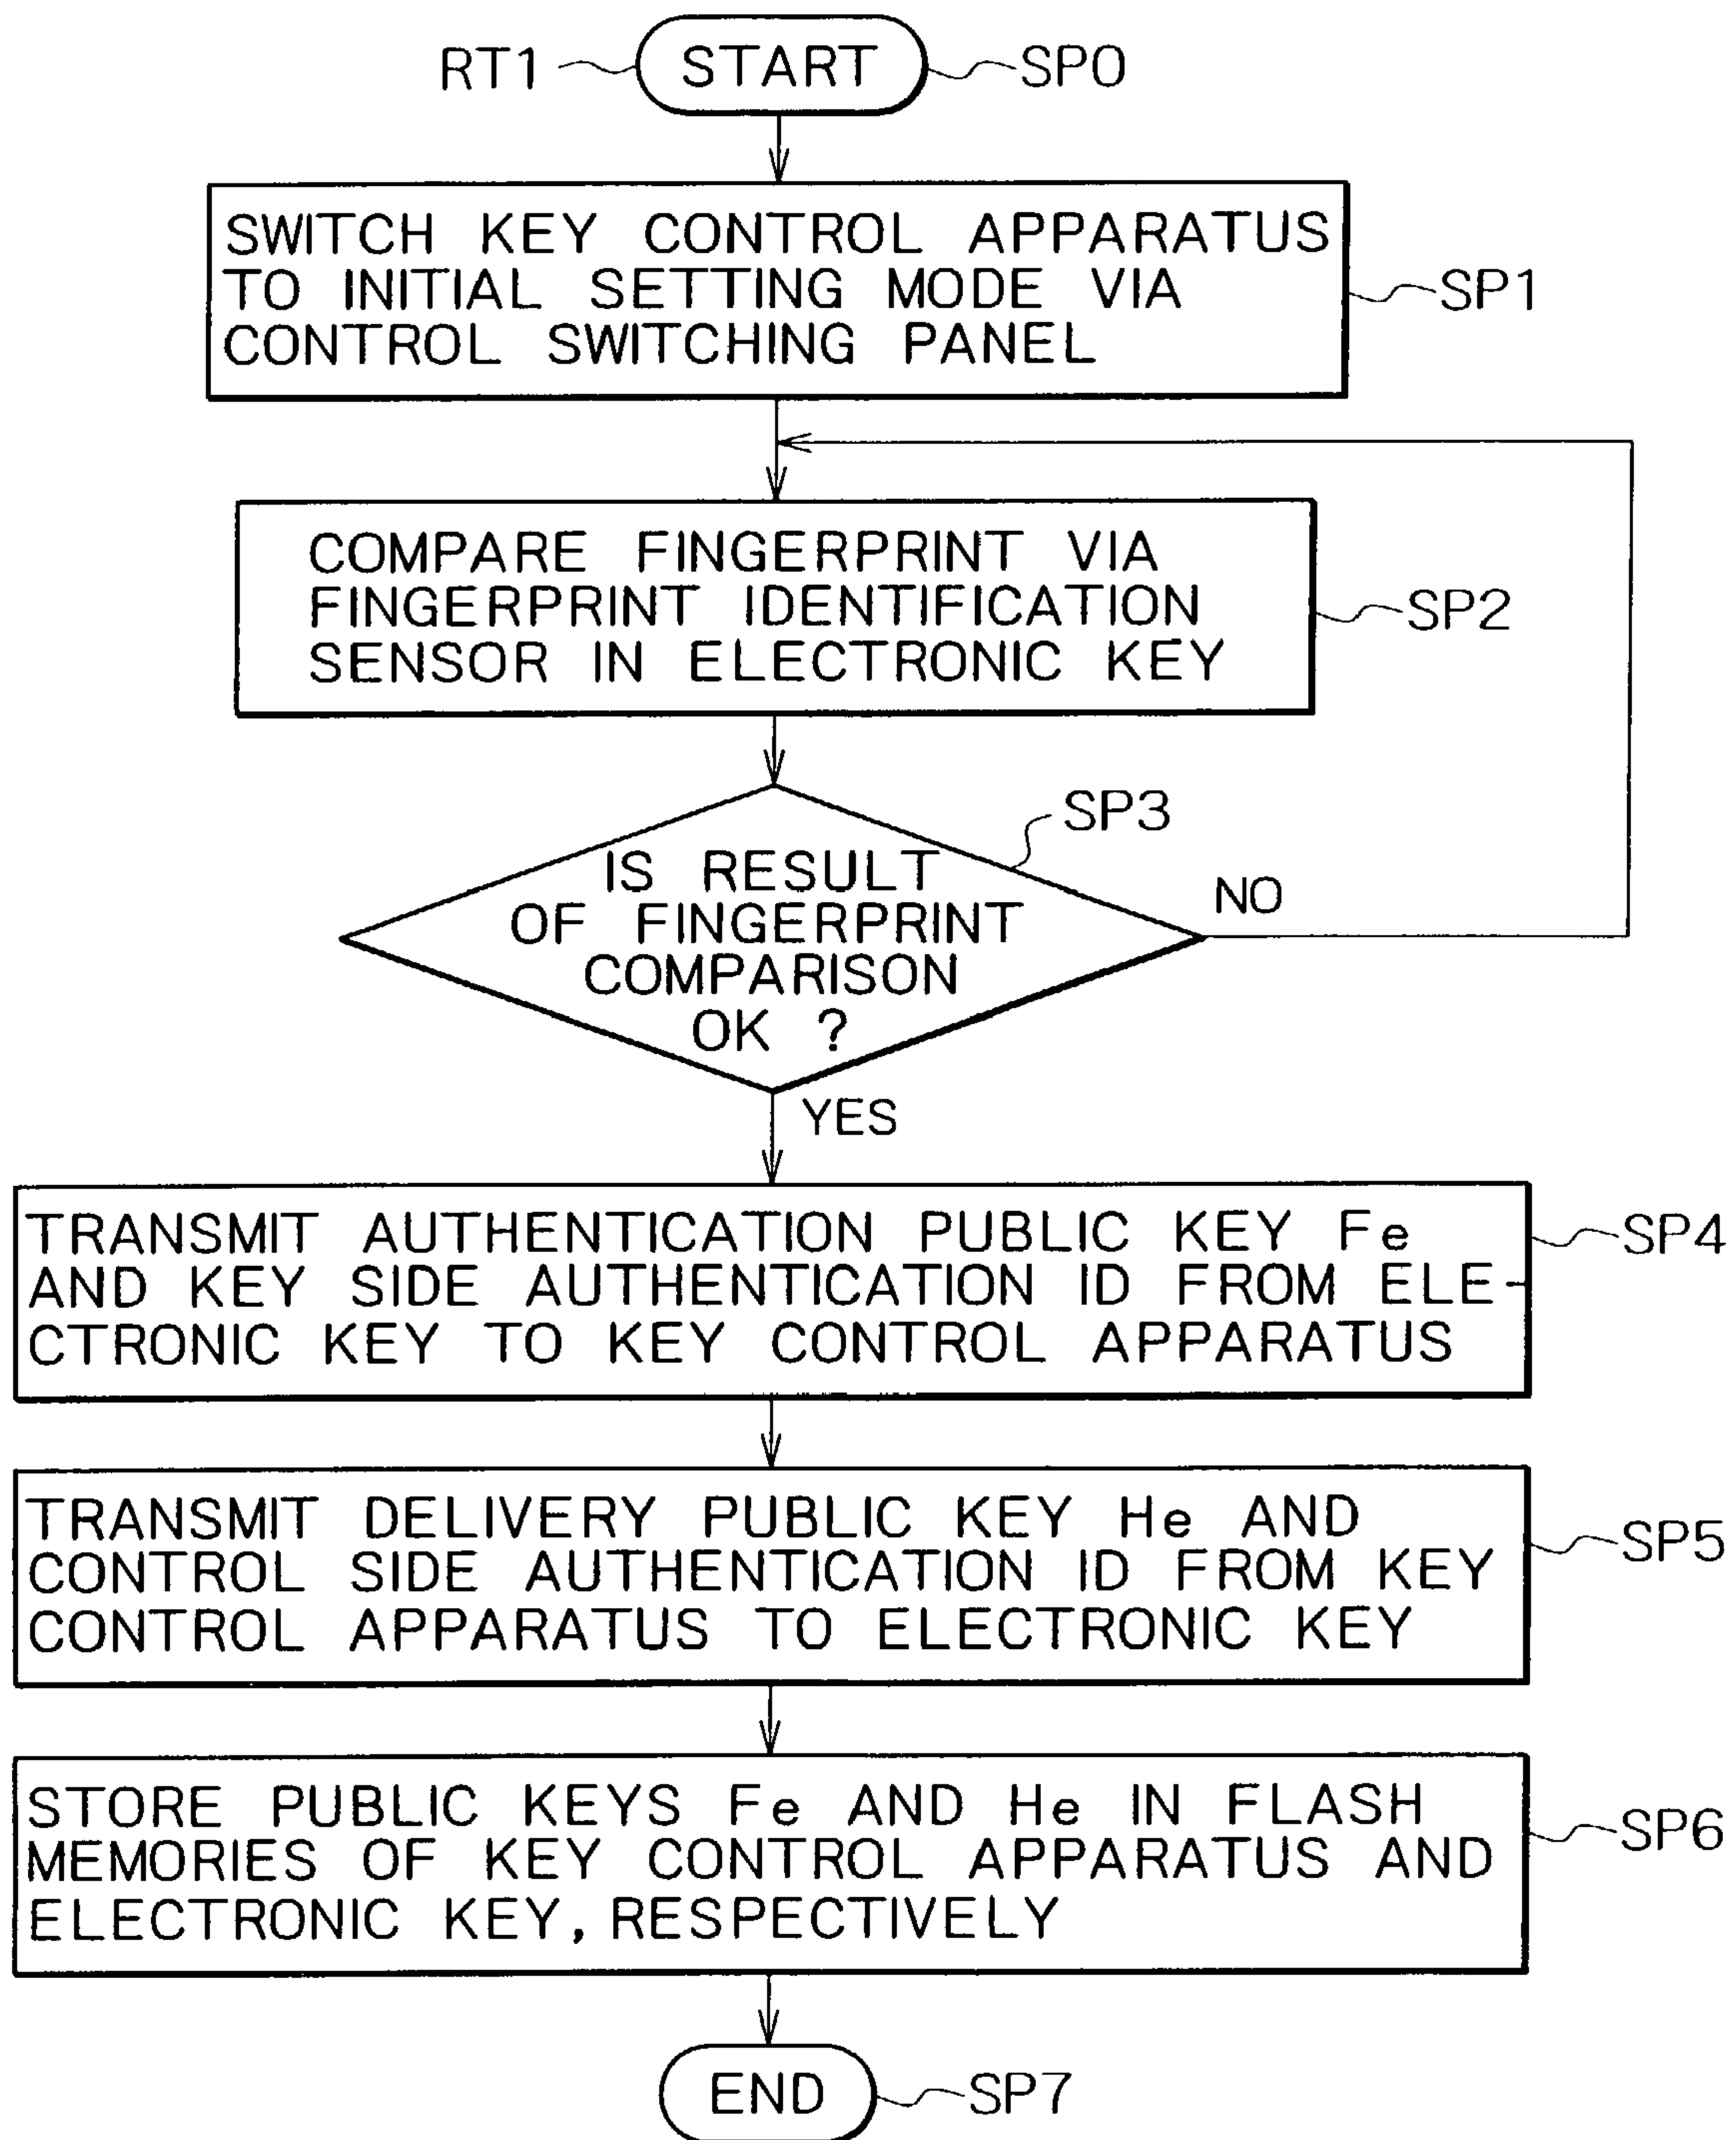 RT1 START SP0
SWITCH KEY CONTROL APPARATUS
TO INITIAL SETTING MODE VIA
CONTROL SWITCHING PANEL
SP1
COMPARE FINGERPRINT VIA
FINGERPRINT IDENTIFICATION
SENSOR IN ELECTRONIC KEY
SP2
SP3
IS RESULT
OF FINGERPRINT
COMPARISON
OK ?
NO
YES
TRANSMIT AUTHENTICATION PUBLIC KEY Fe
AND KEY SIDE AUTHENTICATION ID FROM ELE-
CTRONIC KEY TO KEY CONTROL APPARATUS
SP4
TRANSMIT DELIVERY PUBLIC KEY He AND
CONTROL SIDE AUTHENTICATION ID FROM KEY
CONTROL APPARATUS TO ELECTRONIC KEY
SP5
STORE PUBLIC KEYS Fe AND He IN FLASH
MEMORIES OF KEY CONTROL APPARATUS AND
ELECTRONIC KEY, RESPECTIVELY
SP6
END SP7